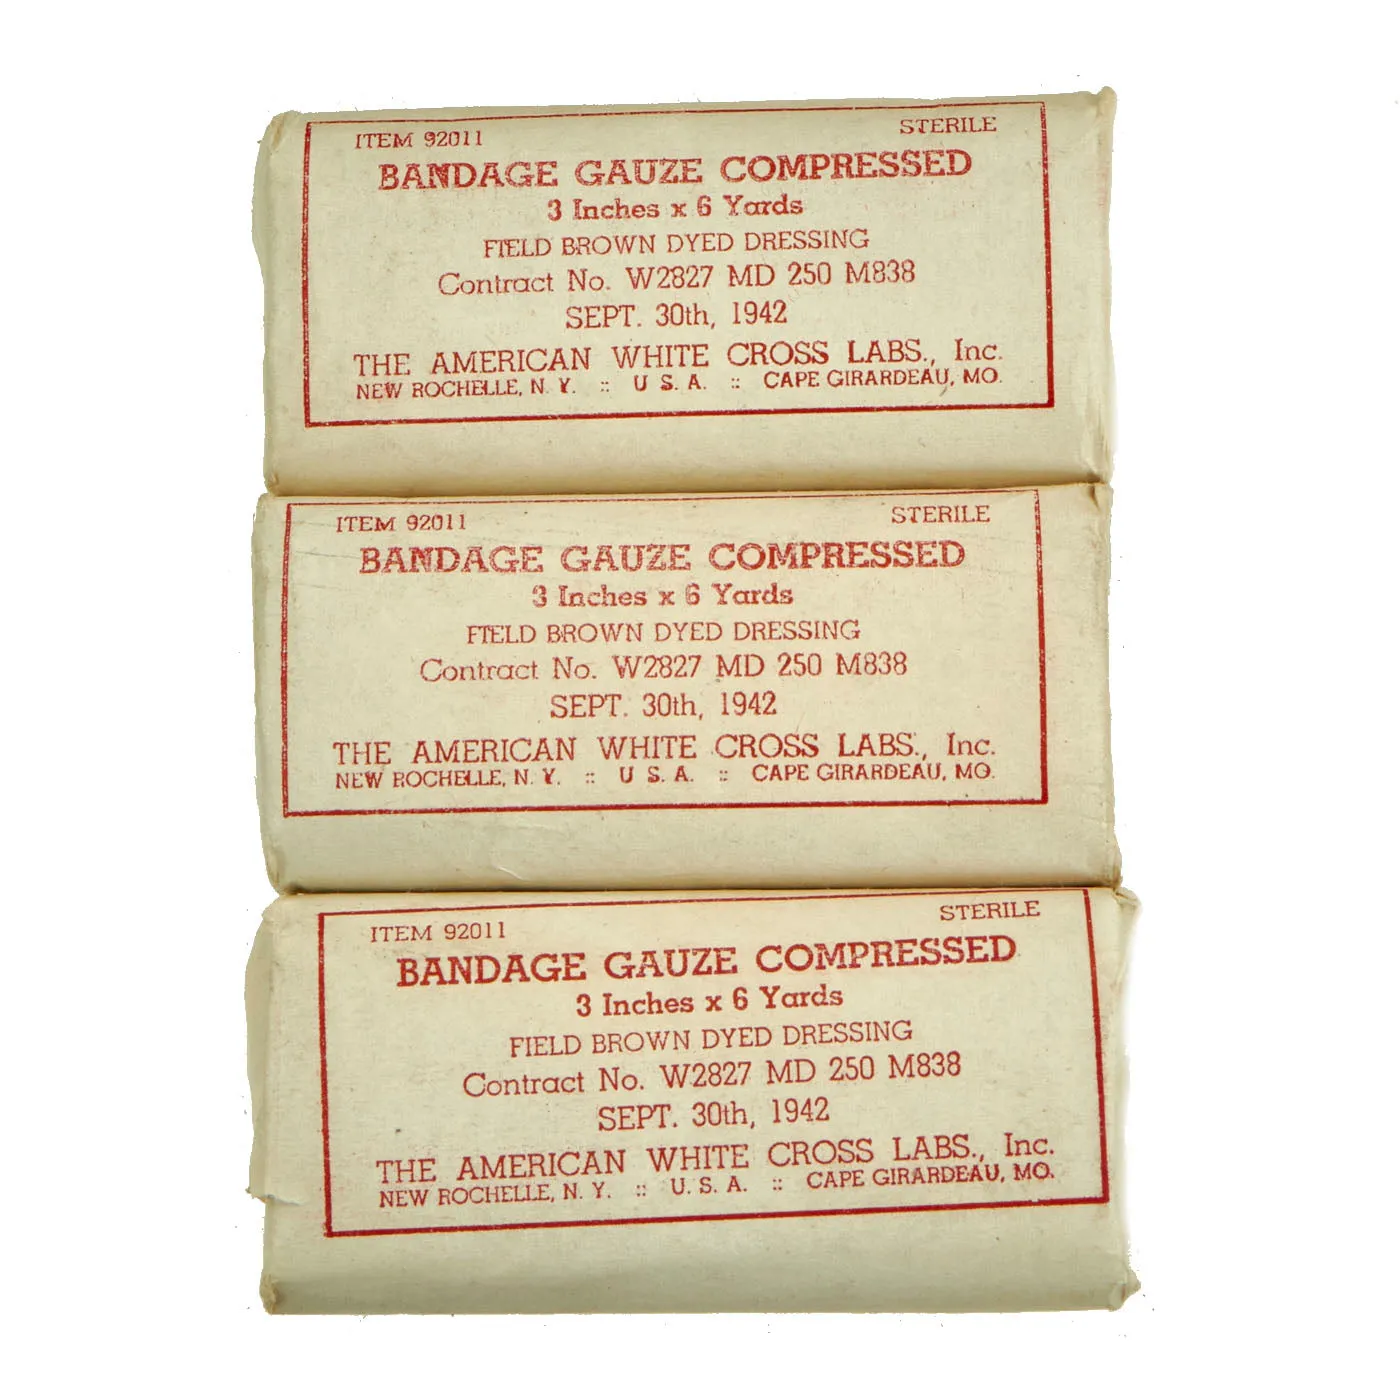 ITEM 92011 STERILE
BANDAGE GAUZE COMPRESSED
3 Inches x 6 Yards
FIELD BROWN DYED DRESSING
Contract No. W2827 MD 250 M838
SEPT. 30th, 1942
THE AMERICAN WHITE CROSS LABS., Inc.
NEW ROCHELLE, N. Y. :: U. S. A. :: CAPE GIRARDEAU, MO.
ITEM 92011 STERILE
BANDAGE GAUZE COMPRESSED
3 Inches x 6 Yards
FIELD BROWN DYED DRESSING
Contract No. W2827 MD 250 M838
SEPT. 30th, 1942
THE AMERICAN WHITE CROSS LABS., Inc.
NEW ROCHELLE, N. Y. :: U. S. A. :: CAPE GIRARDEAU, MO.
ITEM 92011 STERILE
BANDAGE GAUZE COMPRESSED
3 Inches x 6 Yards
FIELD BROWN DYED DRESSING
Contract No. W2827 MD 250 M838
SEPT. 30th, 1942
THE AMERICAN WHITE CROSS LABS., Inc.
NEW ROCHELLE, N. Y. :: U. S. A. :: CAPE GIRARDEAU, MO.